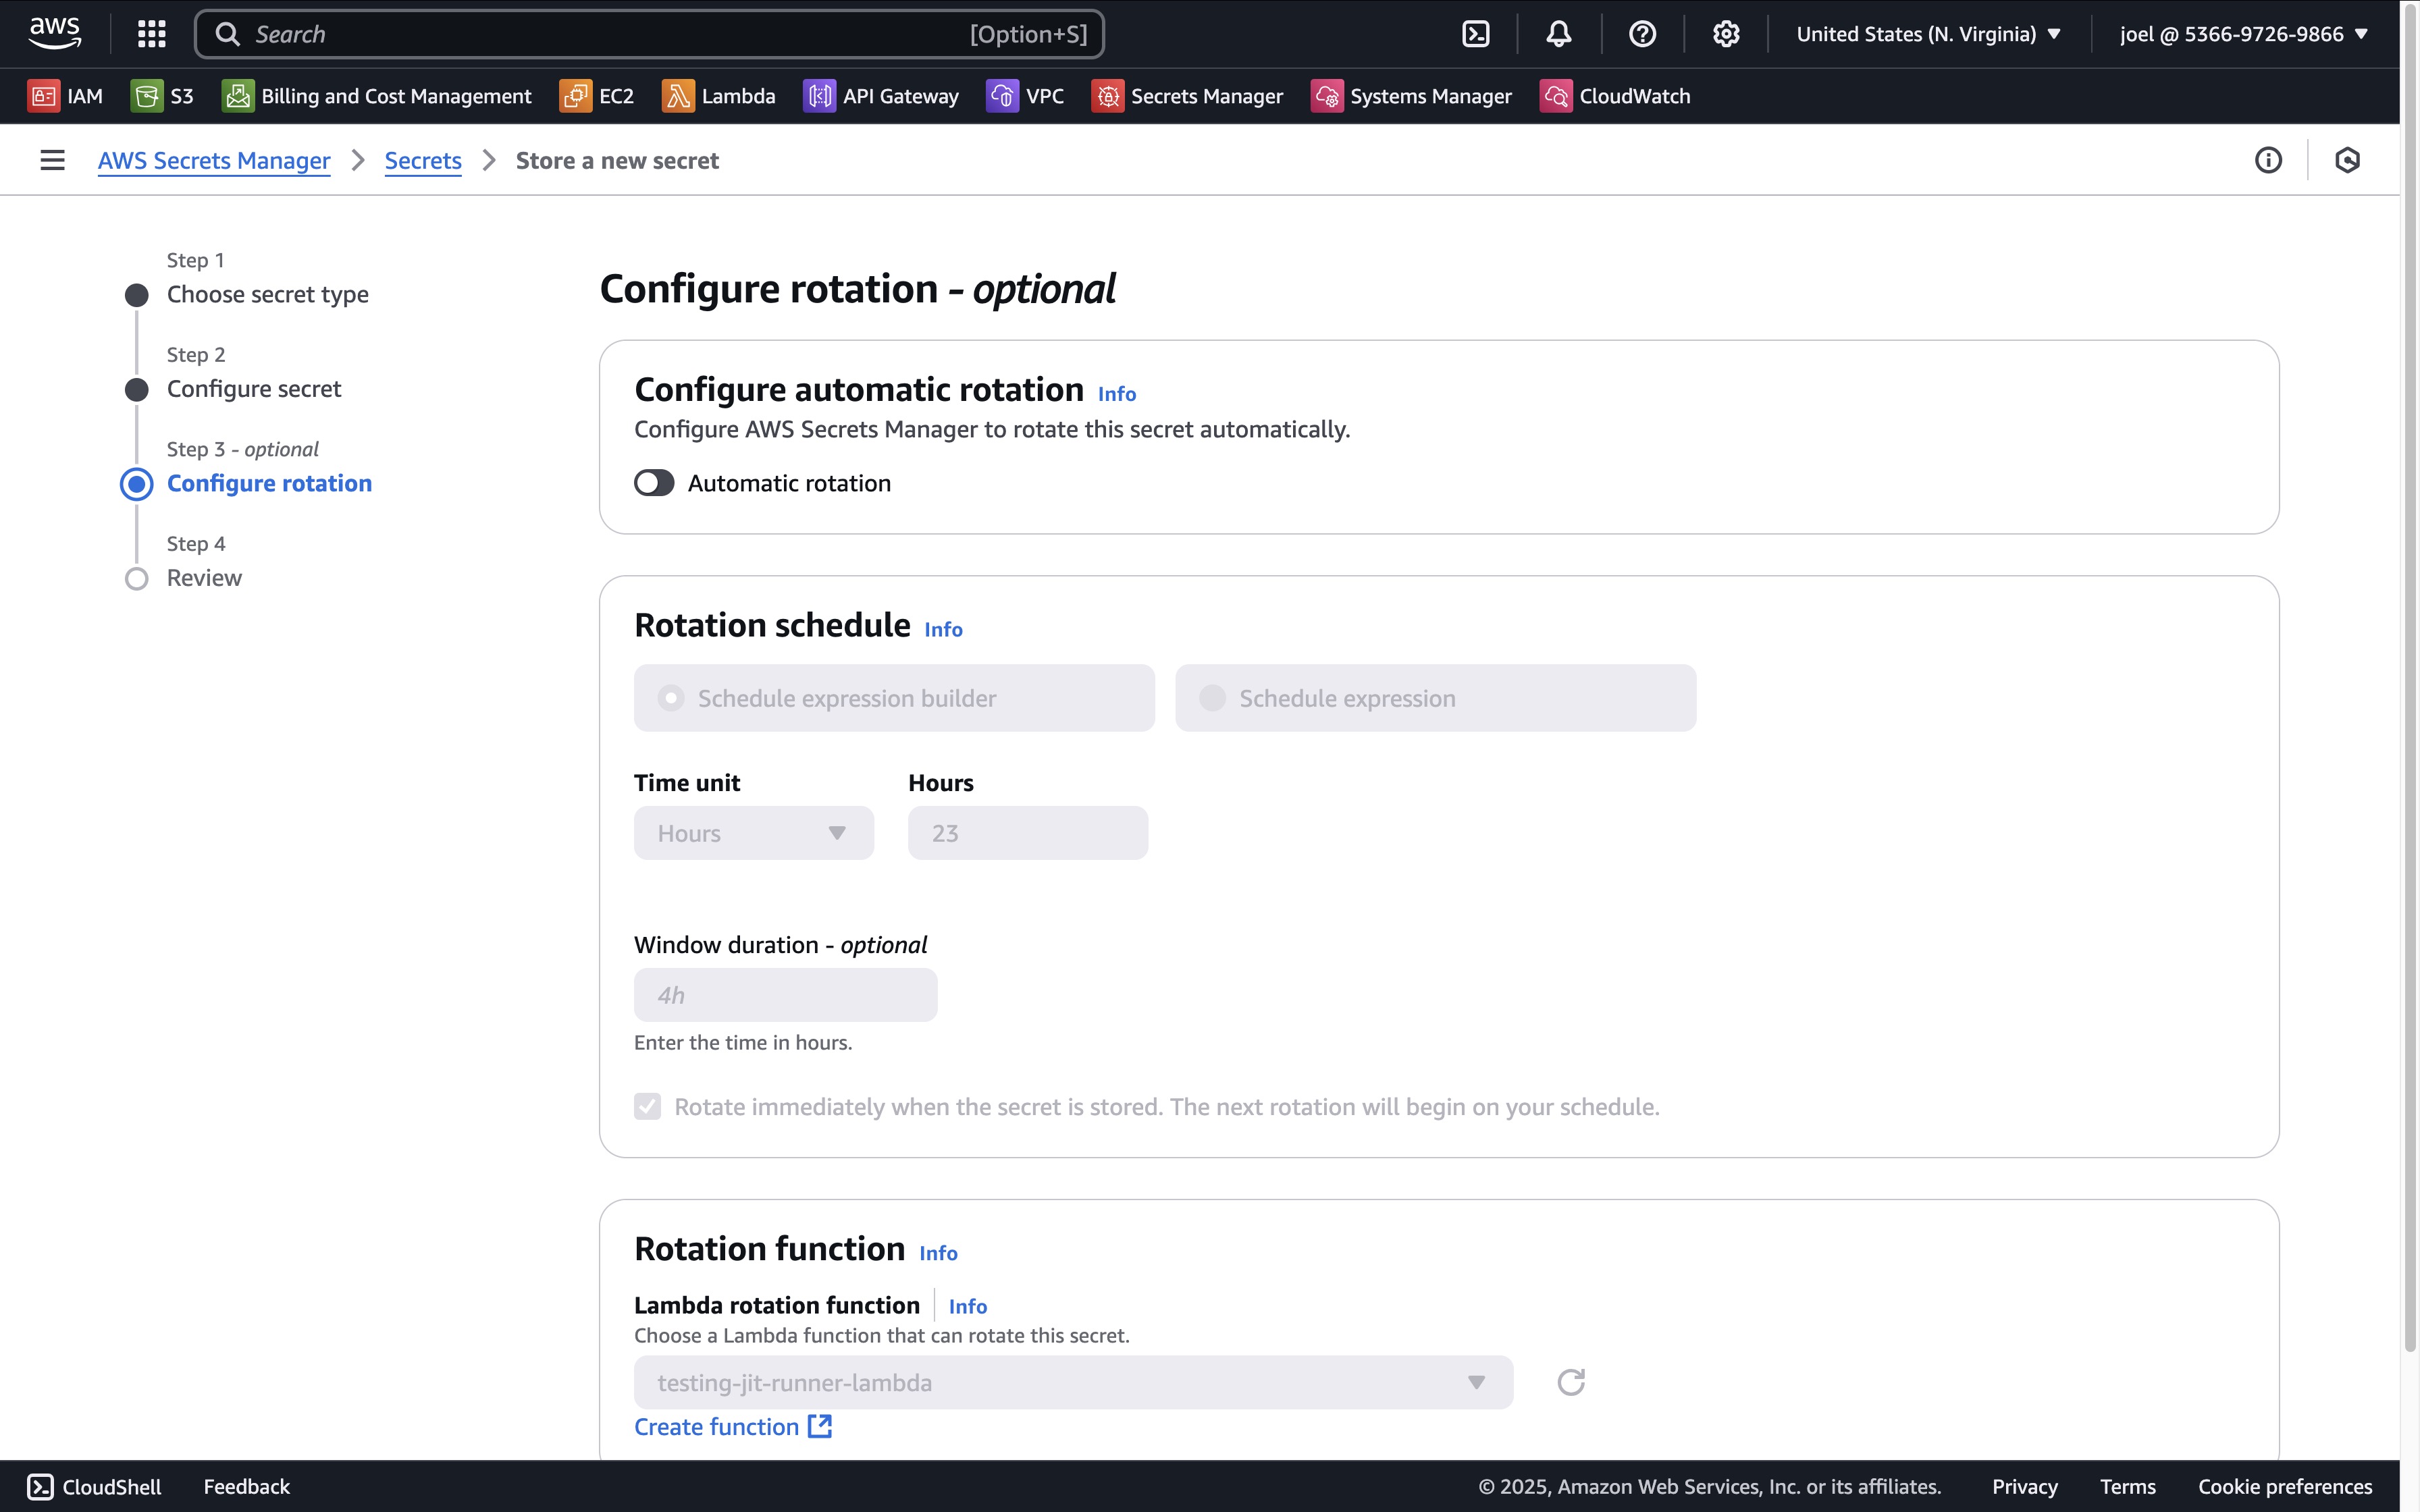 aws
Search [Option+S]
United States (N. Virginia)
joel @ 5366-9726-9866
IAM
S3
Billing and Cost Management
EC2
Lambda
API Gateway
VPC
Secrets Manager
Systems Manager
CloudWatch
AWS Secrets Manager > Secrets > Store a new secret
Step 1
Choose secret type
Step 2
Configure secret
Step 3 - optional
Configure rotation
Step 4
Review
Configure rotation - optional
Configure automatic rotation Info
Configure AWS Secrets Manager to rotate this secret automatically.
Automatic rotation
Rotation schedule Info
Schedule expression builder
Schedule expression
Time unit
Hours
Hours
23
Window duration - optional
4h
Enter the time in hours.
Rotate immediately when the secret is stored. The next rotation will begin on your schedule.
Rotation function Info
Lambda rotation function Info
Choose a Lambda function that can rotate this secret.
testing-jit-runner-lambda
Create function
CloudShell
Feedback
© 2025, Amazon Web Services, Inc. or its affiliates.
Privacy
Terms
Cookie preferences